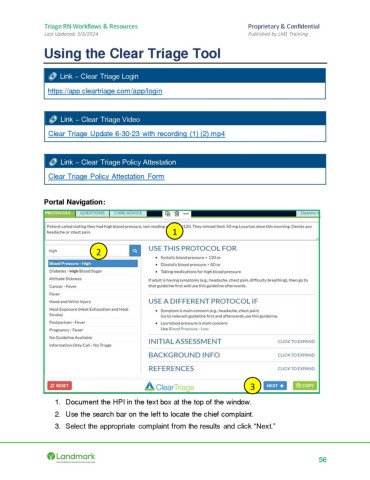 Triage RN Workflows & Resources
Proprietary & Confidential
Last Updated: 5/3/2024
Published by LM1 Training
Using the Clear Triage Tool
Link – Clear Triage Login
https://app.cleartriage.com/app/login
Link – Clear Triage Video
Clear Triage Update 6-30-23 with recording (1) (2).mp4
Link – Clear Triage Policy Attestation
Clear Triage Policy Attestation Form
Portal Navigation:
PROTOCOLS QUESTIONS CARE ADVICE
Patient called stating they had high blood pressure, last reading 1 120. They missed their 50 mg Losartan dose this morning. Denies any
headache or chest pain.
high
2
Blood Pressure - High
Diabetes - High Blood Sugar
Altitude Sickness
Cancer - Fever
Fever
Hand and Wrist Injury
Heat Exposure (Heat Exhaustion and Heat
Stroke)
Postpartum - Fever
Pregnancy - Fever
No Guideline Available
Information Only Call - No Triage
USE THIS PROTOCOL FOR
Systolic blood pressure > 130 or
Diastolic blood pressure > 80 or
Taking medications for high blood pressure
If adult is having symptoms (e.g., headache, chest pain, difficulty breathing), then go to
that guideline first and use this guideline afterwards.
USE A DIFFERENT PROTOCOL IF
Symptom is main concern (e.g., headache, chest pain)
Go to relevant guideline first and afterwards use this guideline.
Low blood pressure is main concern
Use Blood Pressure - Low
INITIAL ASSESSMENT CLICK TO EXPAND
BACKGROUND INFO CLICK TO EXPAND
REFERENCES CLICK TO EXPAND
RESET
ClearTriage
3
NEXT
COPY
1. Document the HPI in the text box at the top of the window.
2. Use the search bar on the left to locate the chief complaint.
3. Select the appropriate complaint from the results and click “Next.”
Landmark
56